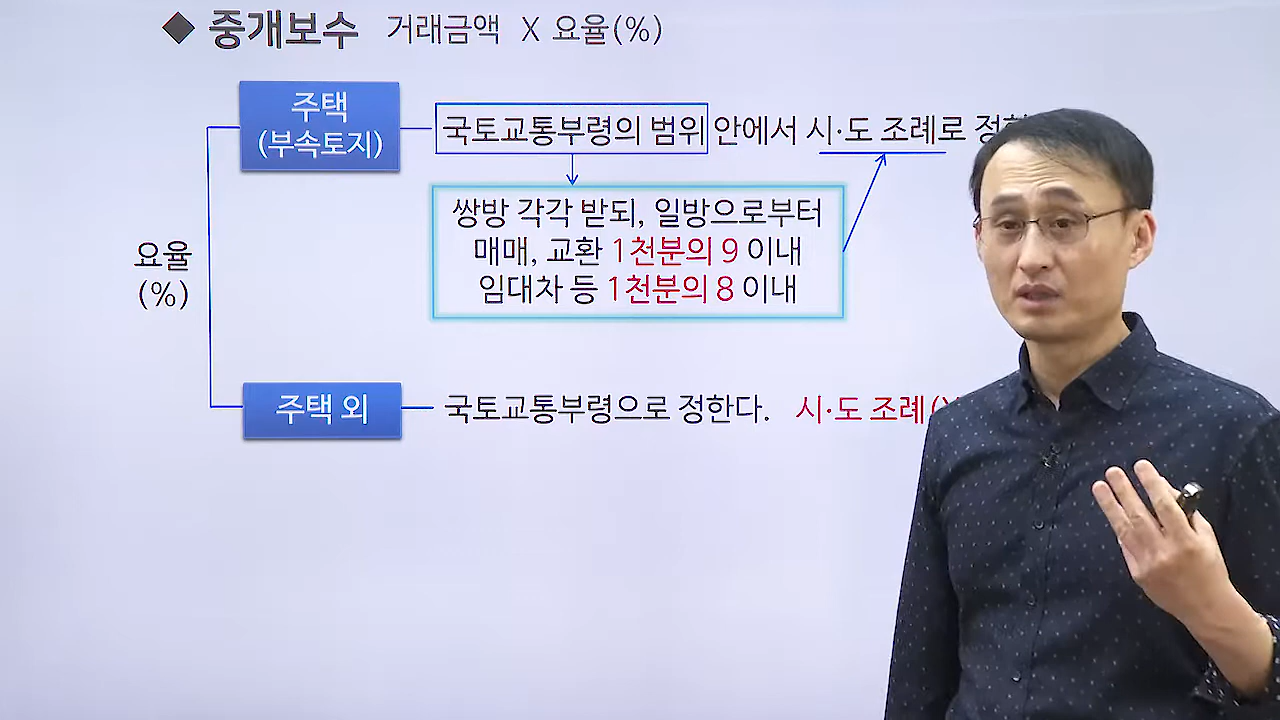 ◆ 중개보수 거래금액 X 요율(%)
주택
(부속토지)
국토교통부령의 범위 안에서 시·도 조례로
쌍방 각각 받되, 일방으로부터
매매, 교환 1천분의 9 이내
임대차 등 1천분의 8 이내
요율
(%)
주택 외
국토교통부령으로 정한다. 시·도 조례